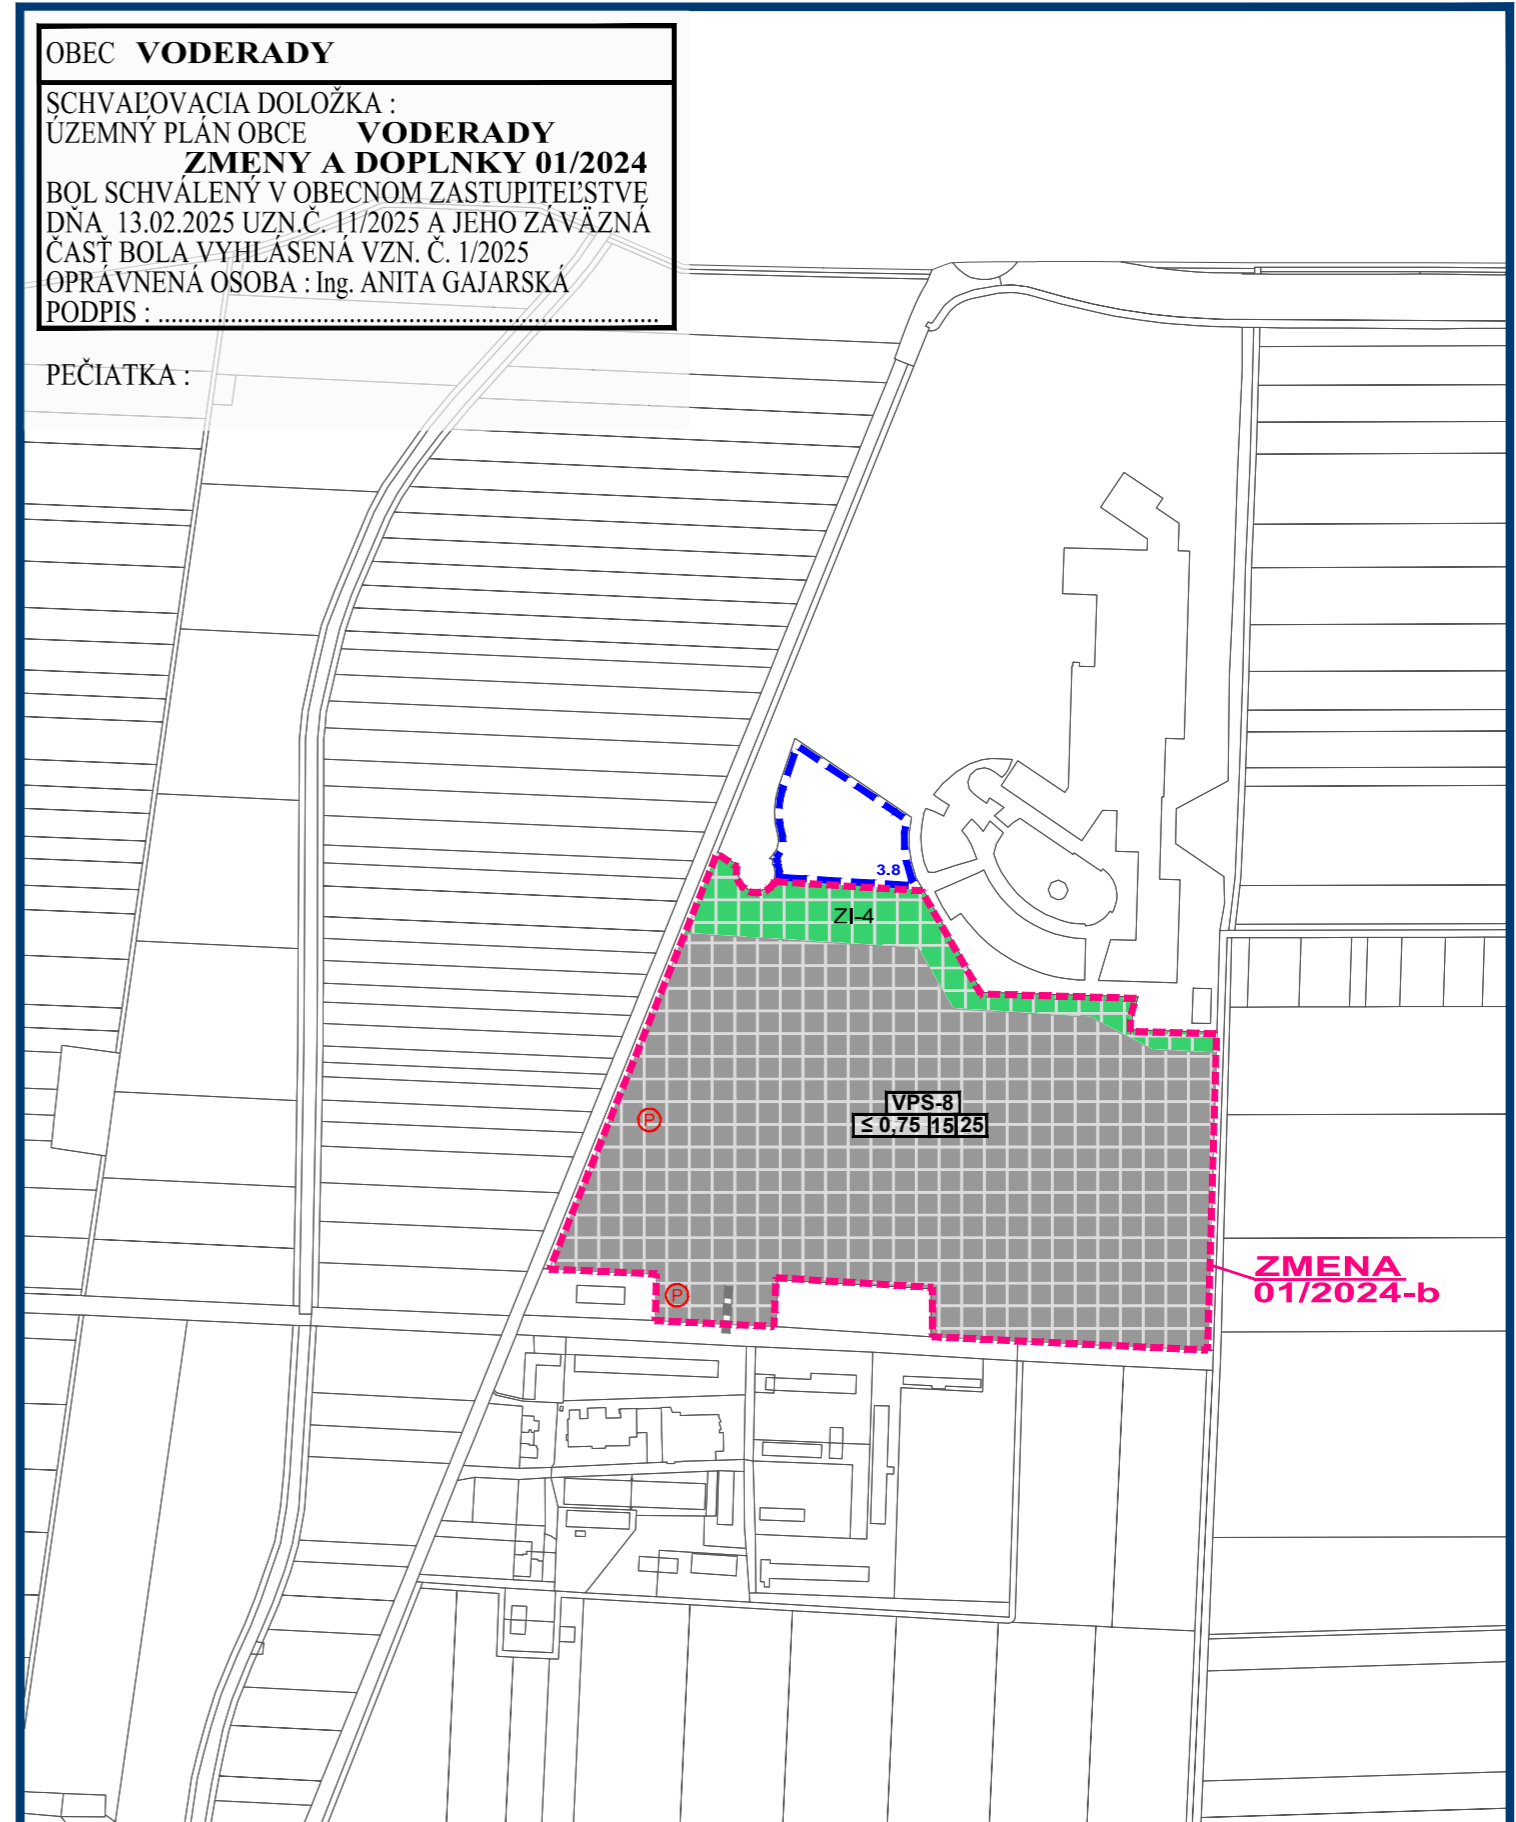 OBEC VODERADY
SCHVAĽOVACIA DOLOŽKA :
ÚZEMNÝ PLÁN OBCE VODERADY
ZMENY A DOPLNKY 01/2024
BOL SCHVÁLENÝ V OBECNOM ZASTUPITEĽSTVE
DŇA 13.02.2025 UZN.Č. 11/2025 A JEHO ZÁVÄZNÁ
ČASŤ BOLA VYHLÁSENÁ VZN. Č. 1/2025
OPRÁVNENÁ OSOBA : Ing. ANITA GAJARSKÁ
PODPIS : ...........................................................................
PEČIATKA :
3.8
ZI-4
VPS-8
≤ 0,75 15 25
P
ZMENA
01/2024-b
P